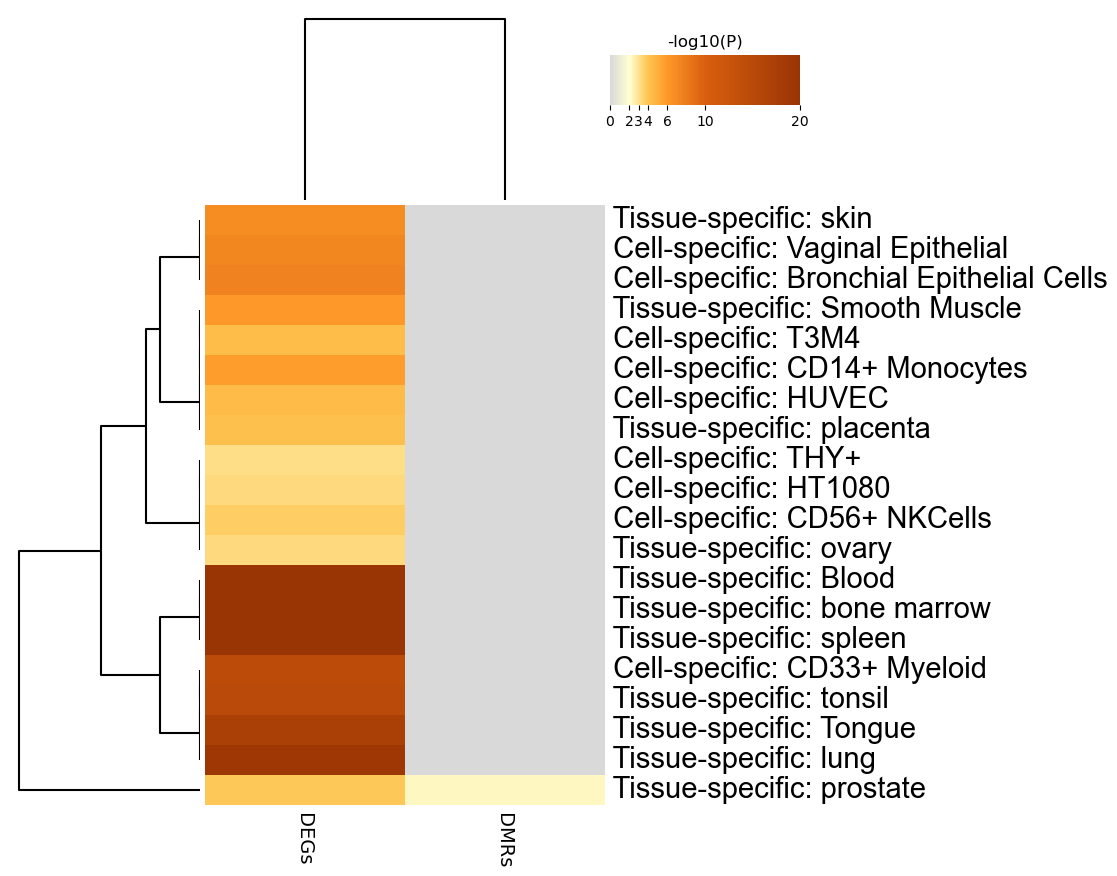 -log10(P)
0 2 3 4 6 10 20
Tissue-specific: skin
Cell-specific: Vaginal Epithelial
Cell-specific: Bronchial Epithelial Cells
Tissue-specific: Smooth Muscle
Cell-specific: T3M4
Cell-specific: CD14+ Monocytes
Cell-specific: HUVEC
Tissue-specific: placenta
Cell-specific: THY+
Cell-specific: HT1080
Cell-specific: CD56+ NKCells
Tissue-specific: ovary
Tissue-specific: Blood
Tissue-specific: bone marrow
Tissue-specific: spleen
Cell-specific: CD33+ Myeloid
Tissue-specific: tonsil
Tissue-specific: Tongue
Tissue-specific: lung
Tissue-specific: prostate
DEGs
DMRs